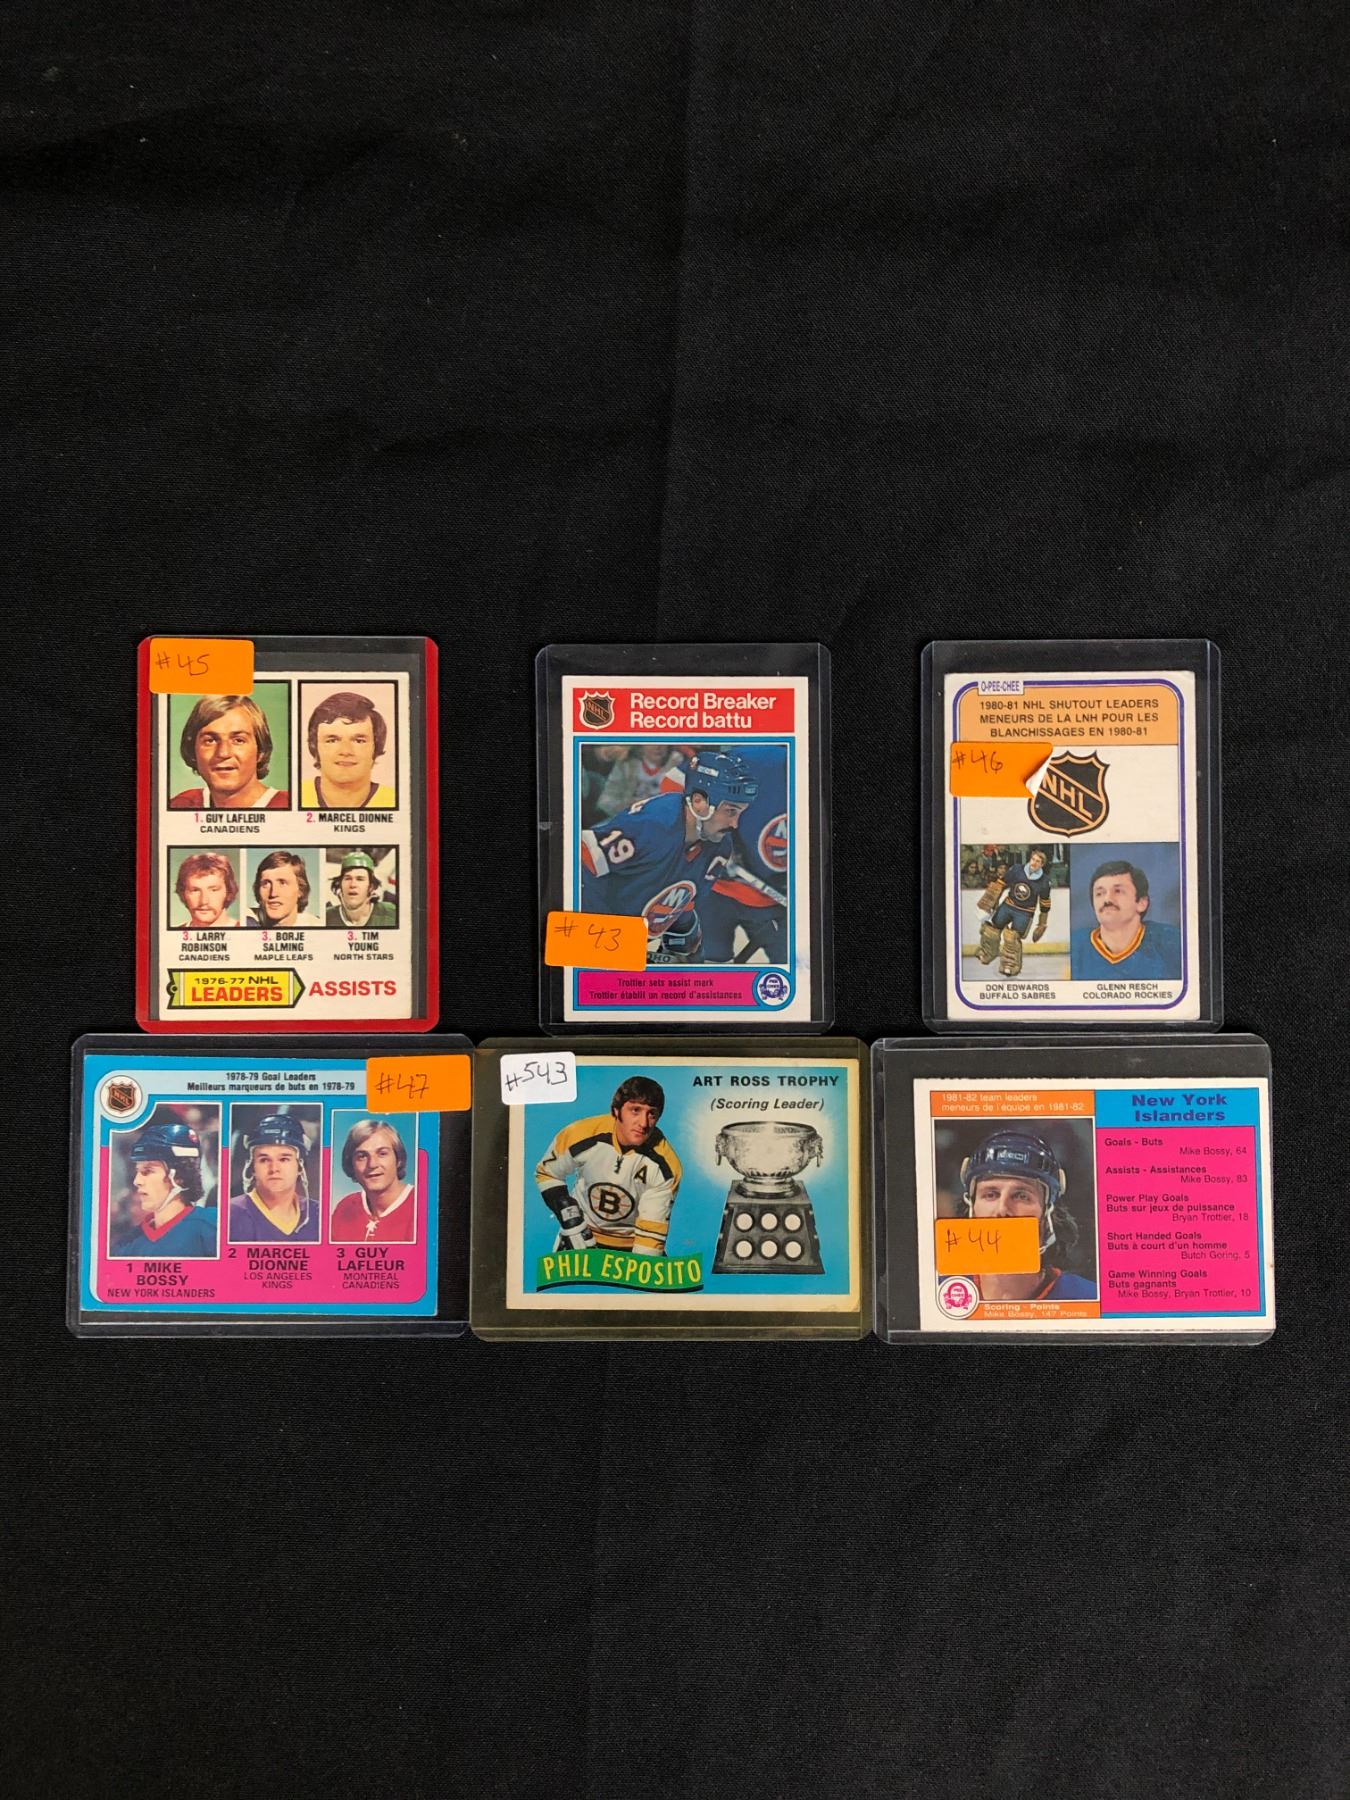 #45
1. GUY LAFLEUR
CANADIENS
2. MARCEL DIONNE
KINGS
3. LARRY
ROBINSON
CANADIENS
3. BORJE
SALMING
MAPLE LEAFS
3. TIM
YOUNG
NORTH STARS
1976-77 NHL
LEADERS
ASSISTS
NHL
Record Breaker
Record battu
19
C
#43
Trottier sets assist mark
Trottier établit un record d'assistances
O-PEE-CHEE
1980-81 NHL SHUTOUT LEADERS
MENEURS DE LA LNH POUR LES
BLANCHISSAGES EN 1980-81
#46
NHL
DON EDWARDS
BUFFALO SABRES
GLENN RESCH
COLORADO ROCKIES
NHL
1978-79 Goal Leaders
Meilleurs marqueurs de buts en 1978-79
#47
1 MIKE
BOSSY
NEW YORK ISLANDERS
2 MARCEL
DIONNE
LOS ANGELES
KINGS
3 GUY
LAFLEUR
MONTREAL
CANADIENS
#543
ART ROSS TROPHY
(Scoring Leader)
7
A
B
PHIL ESPOSITO
1981-82 team leaders
meneurs de l'équipe en 1981-82
#44
Scoring - Points
Mike Bossy, 147 Points
New York
Islanders
Goals - Buts
Mike Bossy, 64
Assists - Assistances
Mike Bossy, 83
Power Play Goals
Buts sur jeux de puissance
Bryan Trottier, 18
Short Handed Goals
Buts à court d'un homme
Butch Goring, 5
Game Winning Goals
Buts gagnants
Mike Bossy, Bryan Trottier, 10